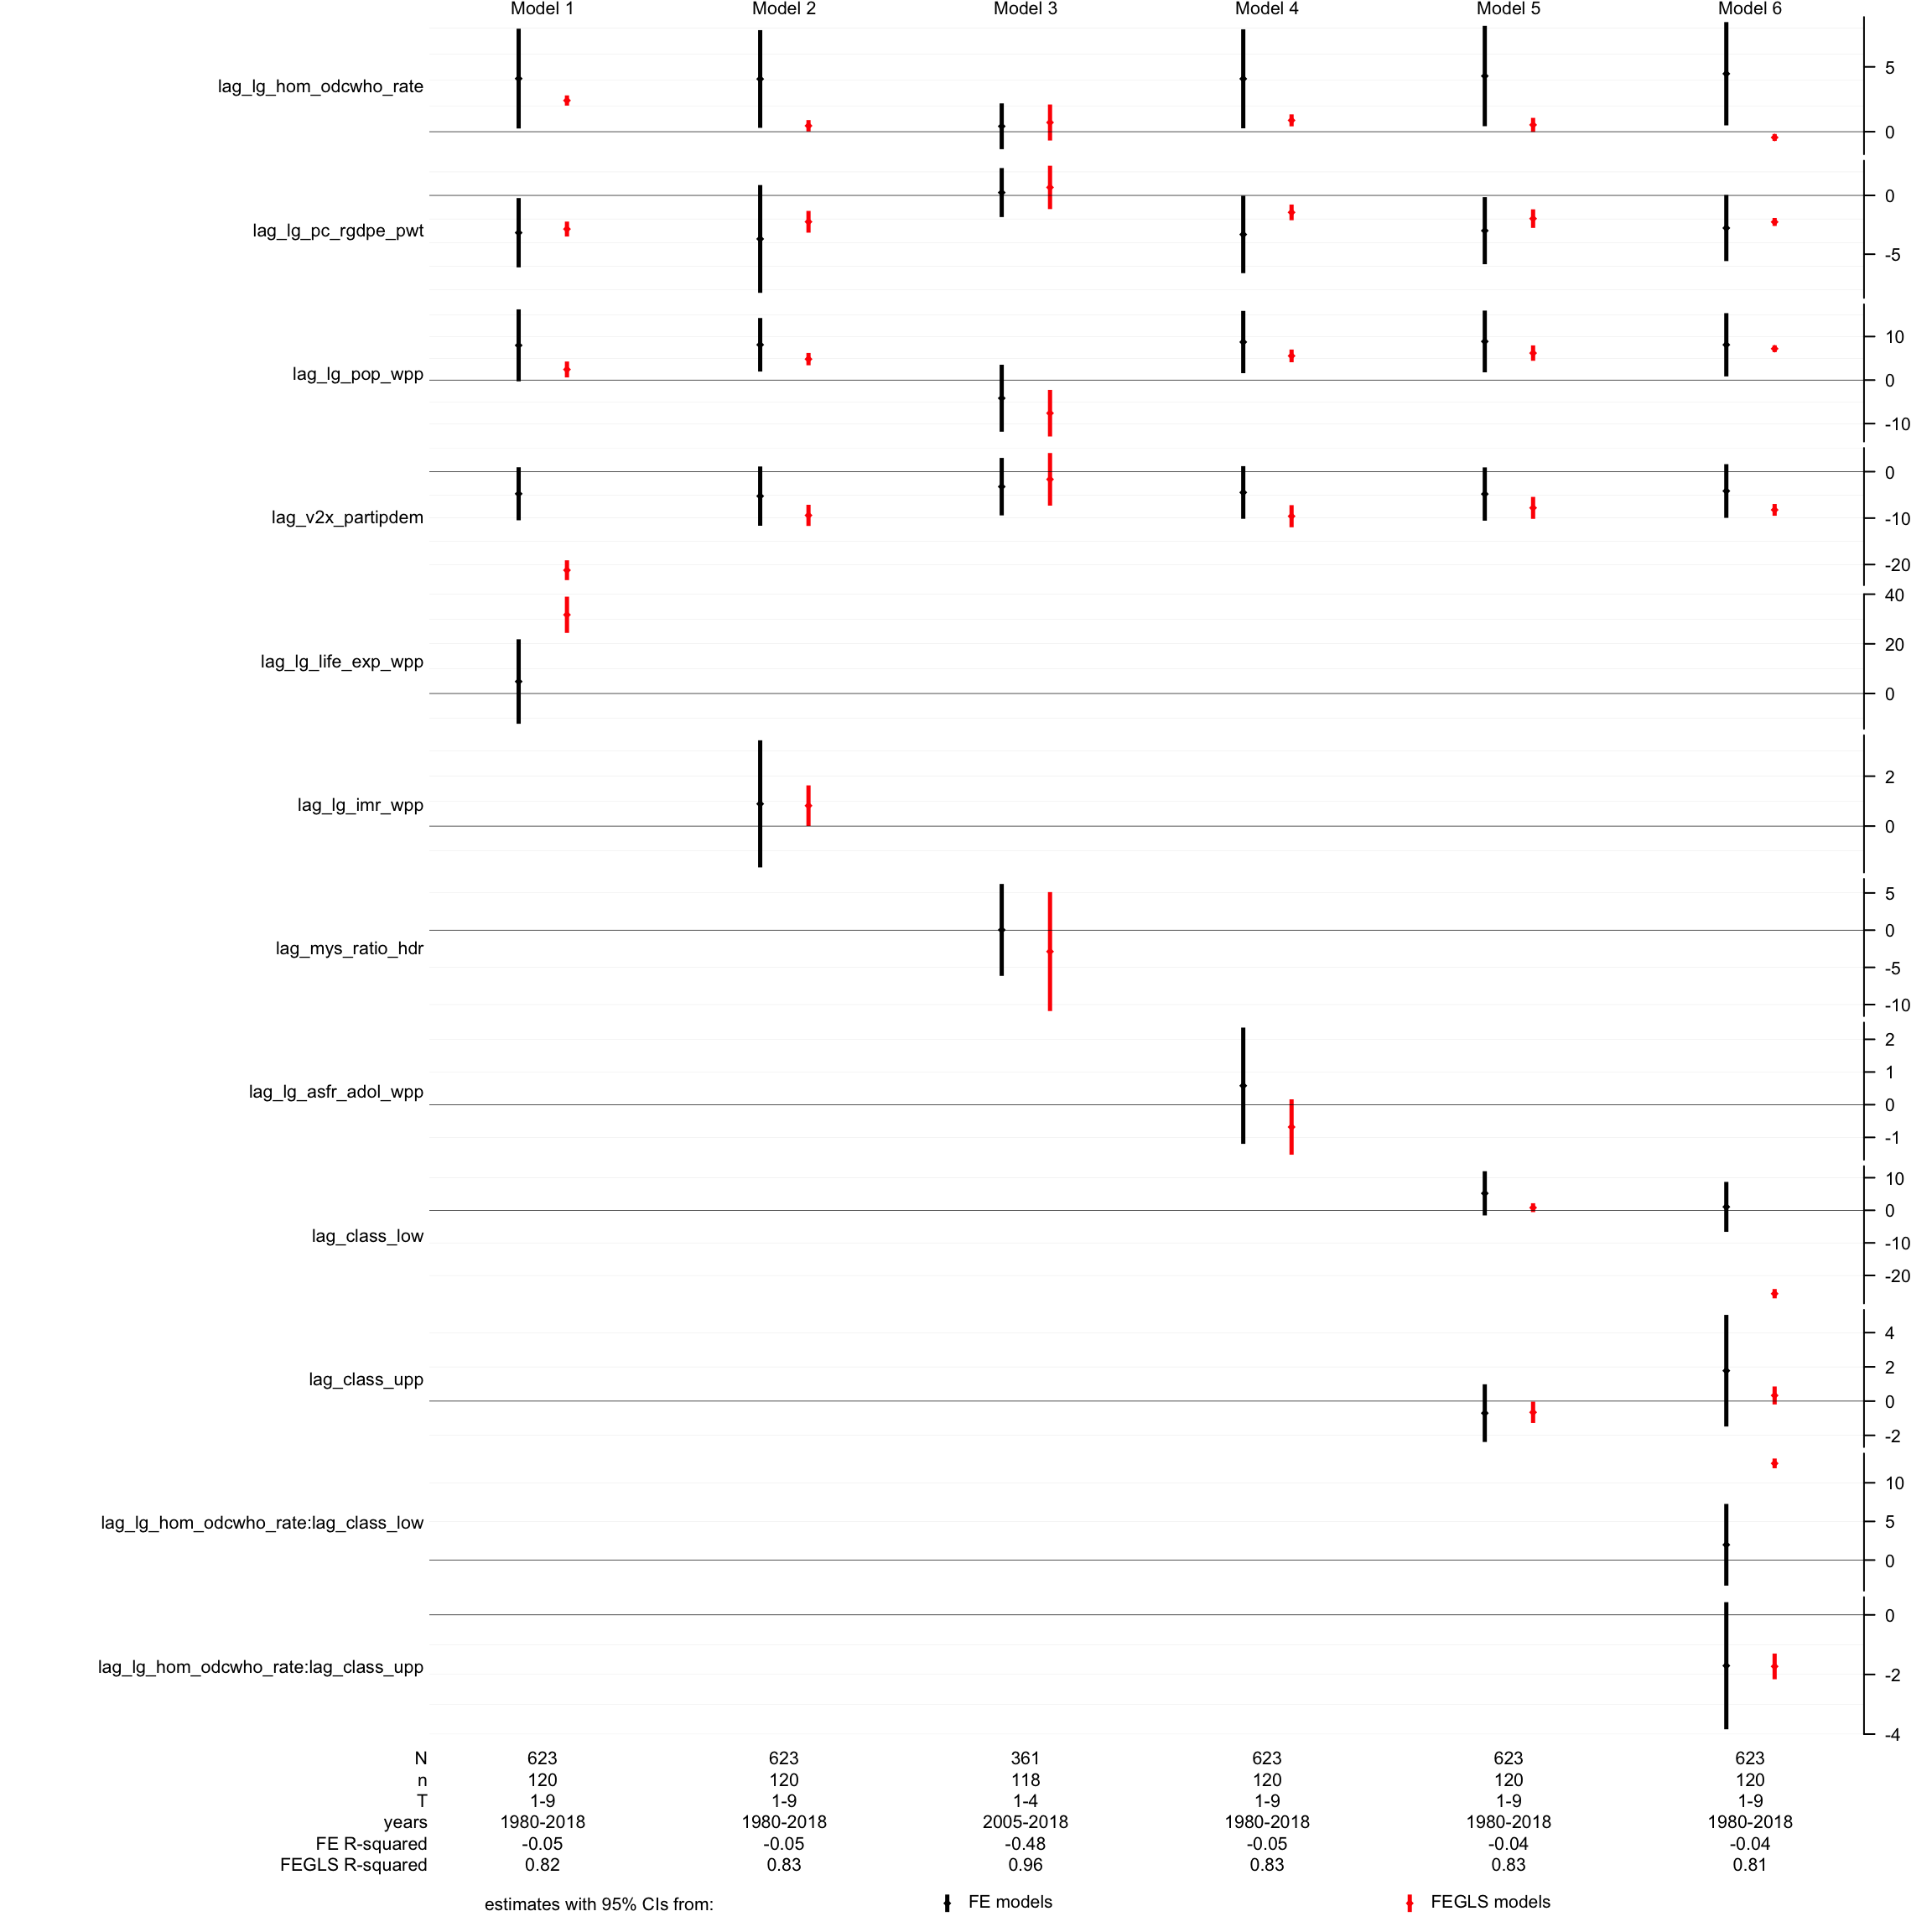 Model 1 Model 2 Model 3 Model 4 Model 5 Model 6
lag_lg_hom_odcwho_rate
5
0
lag_lg_pc_rgdpe_pwt
0
-5
lag_lg_pop_wpp
10
0
-10
lag_v2x_partipdem
0
-10
-20
lag_lg_life_exp_wpp
40
20
0
lag_lg_imr_wpp
2
0
lag_mys_ratio_hdr
5
0
-5
-10
lag_lg_asfr_adol_wpp
2
1
0
-1
lag_class_low
10
0
-10
-20
lag_class_upp
4
2
0
-2
lag_lg_hom_odcwho_rate:lag_class_low
10
5
0
lag_lg_hom_odcwho_rate:lag_class_upp
0
-2
-4
N 623 623 361 623 623 623
n 120 120 118 120 120 120
T 1-9 1-9 1-4 1-9 1-9 1-9
years 1980-2018 1980-2018 2005-2018 1980-2018 1980-2018 1980-2018
FE R-squared -0.05 -0.05 -0.48 -0.05 -0.04 -0.04
FEGLS R-squared 0.82 0.83 0.96 0.83 0.83 0.81
estimates with 95% CIs from: FE models FEGLS models